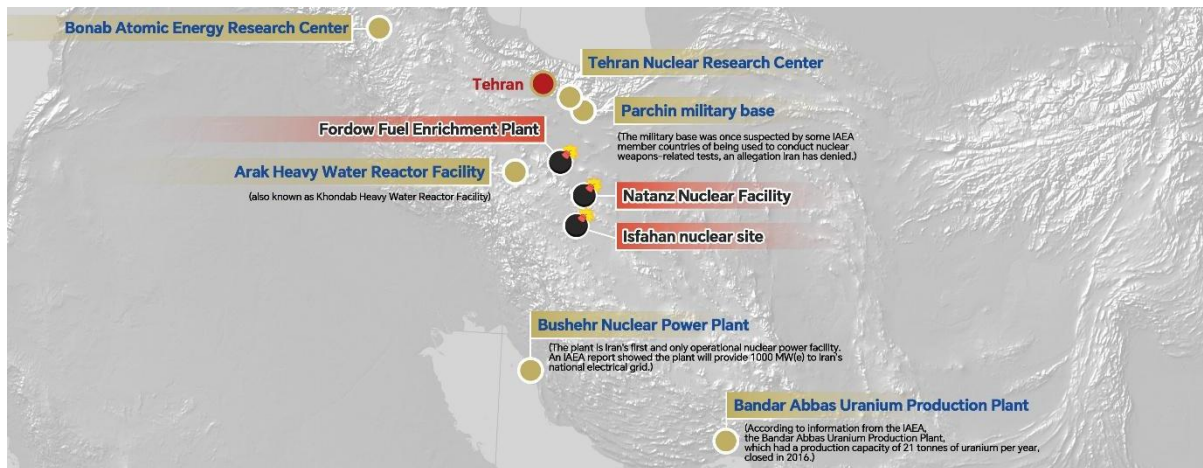 Bonab Atomic Energy Research Center
Tehran Nuclear Research Center
Tehran
Parchin military base
(The military base was once suspected by some IAEA
member countries of being used to conduct nuclear
weapons-related tests, an allegation Iran has denied.)
Fordow Fuel Enrichment Plant
Arak Heavy Water Reactor Facility
(also known as Khondab Heavy Water Reactor Facility)
Natanz Nuclear Facility
Isfahan nuclear site
Bushehr Nuclear Power Plant
(The plant is Iran's first and only operational nuclear power facility.
An IAEA report showed the plant will provide 1000 MW(e) to Iran's
national electrical grid.)
Bandar Abbas Uranium Production Plant
(According to information from the IAEA,
the Bandar Abbas Uranium Production Plant,
which had a production capacity of 21 tonnes of uranium per year,
closed in 2016.)